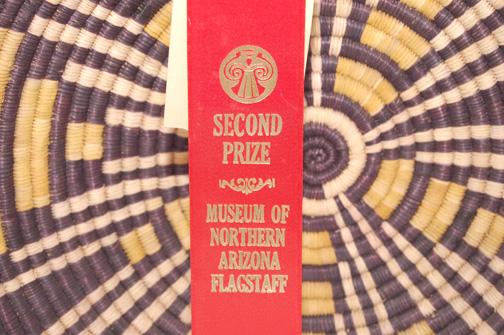 SECOND
PRIZE
MUSEUM OF
NORTHERN
ARIZONA
FLAGSTAFF